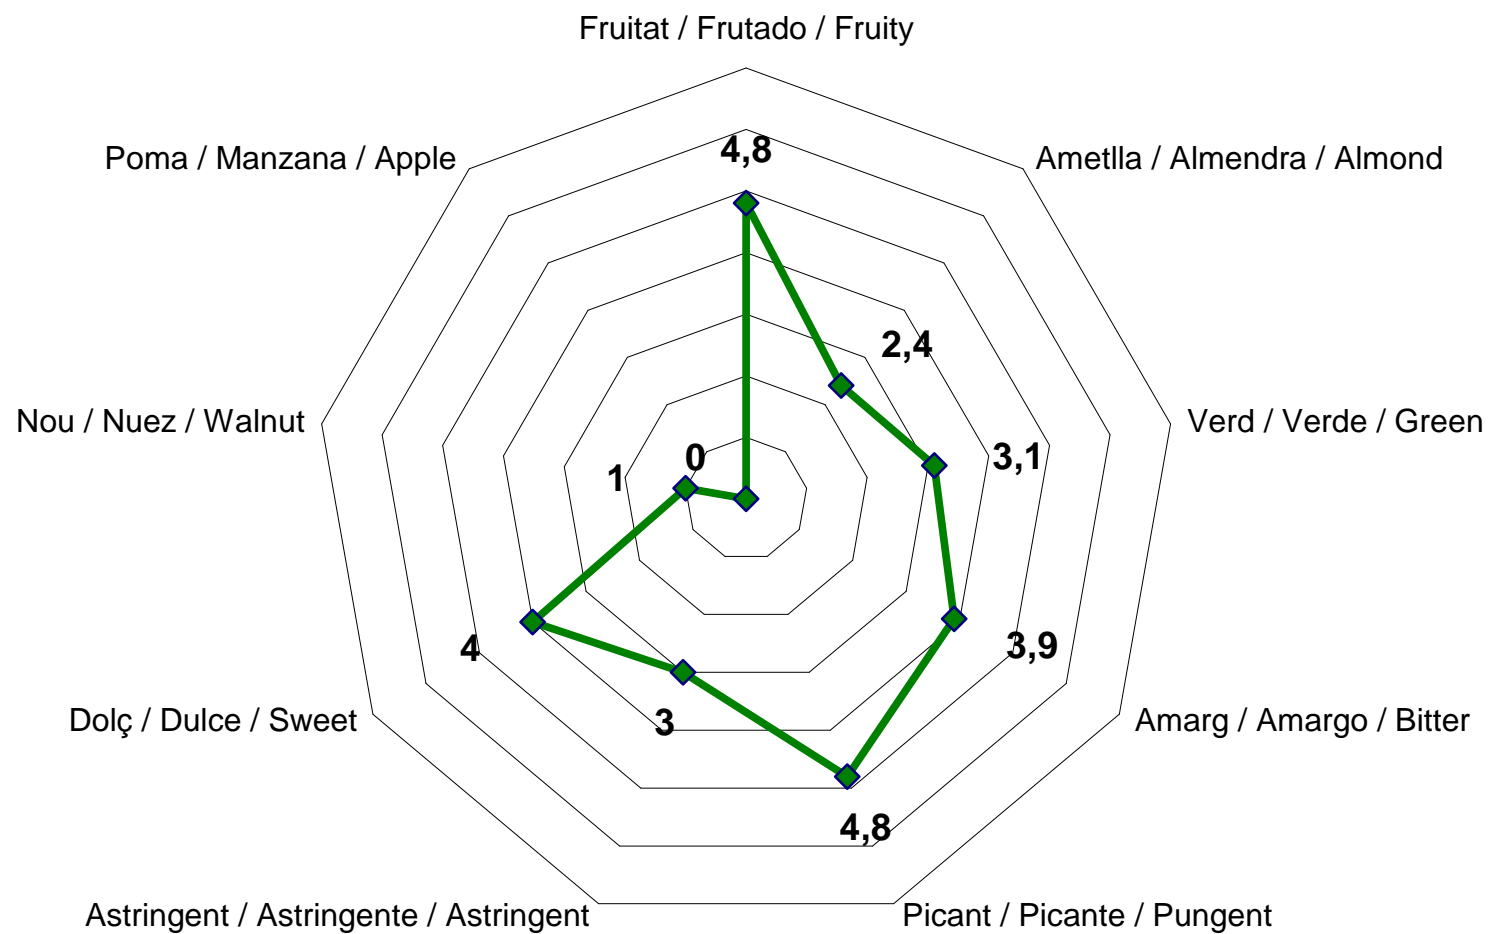 Fruitat / Frutado / Fruity
4,8
Poma / Manzana / Apple
Ametlla / Almendra / Almond
2,4
Nou / Nuez / Walnut
Verd / Verde / Green
0
3,1
1
4
3,9
Dolç / Dulce / Sweet
3
Amarg / Amargo / Bitter
4,8
Astringent / Astringente / Astringent
Picant / Picante / Pungent